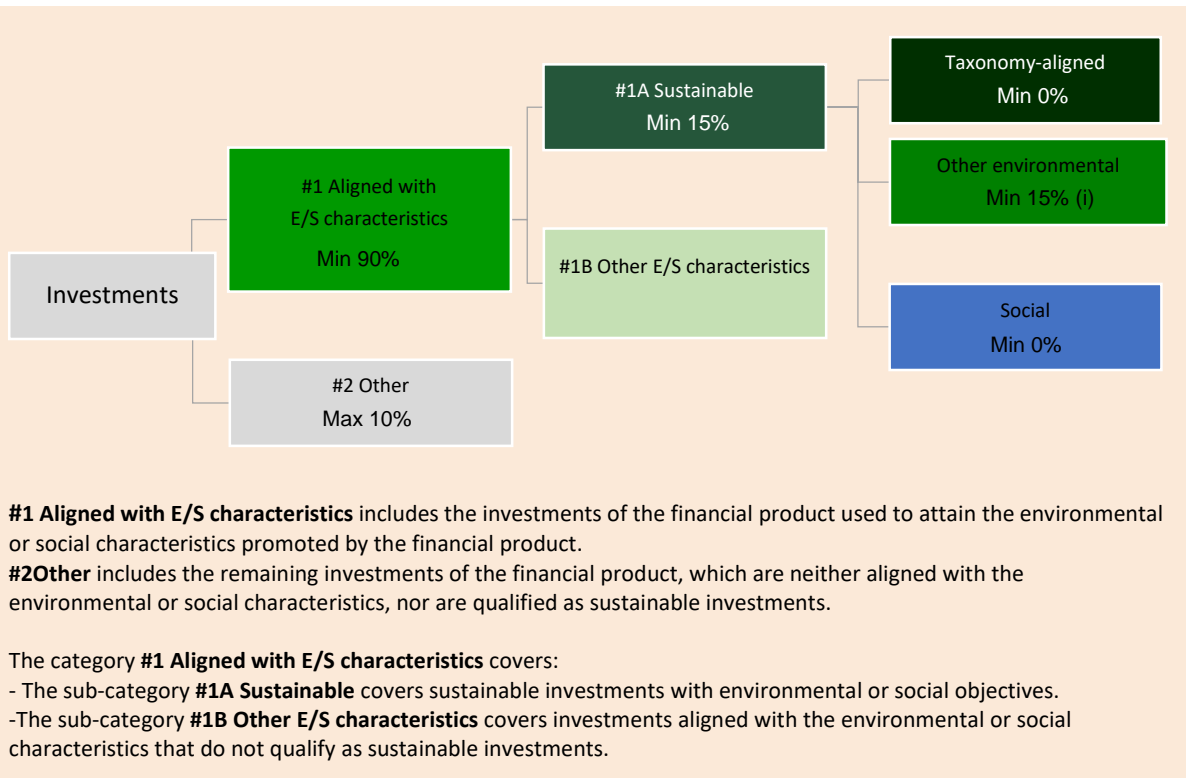 Investments
#1 Aligned with
E/S characteristics
Min 90%
#2 Other
Max 10%
#1A Sustainable
Min 15%
#1B Other E/S characteristics
Taxonomy-aligned
Min 0%
Other environmental
Min 15% (i)
Social
Min 0%
#1 Aligned with E/S characteristics includes the investments of the financial product used to attain the environmental
or social characteristics promoted by the financial product.
#2Other includes the remaining investments of the financial product, which are neither aligned with the
environmental or social characteristics, nor are qualified as sustainable investments.
The category #1 Aligned with E/S characteristics covers:
- The sub-category #1A Sustainable covers sustainable investments with environmental or social objectives.
-The sub-category #1B Other E/S characteristics covers investments aligned with the environmental or social
characteristics that do not qualify as sustainable investments.